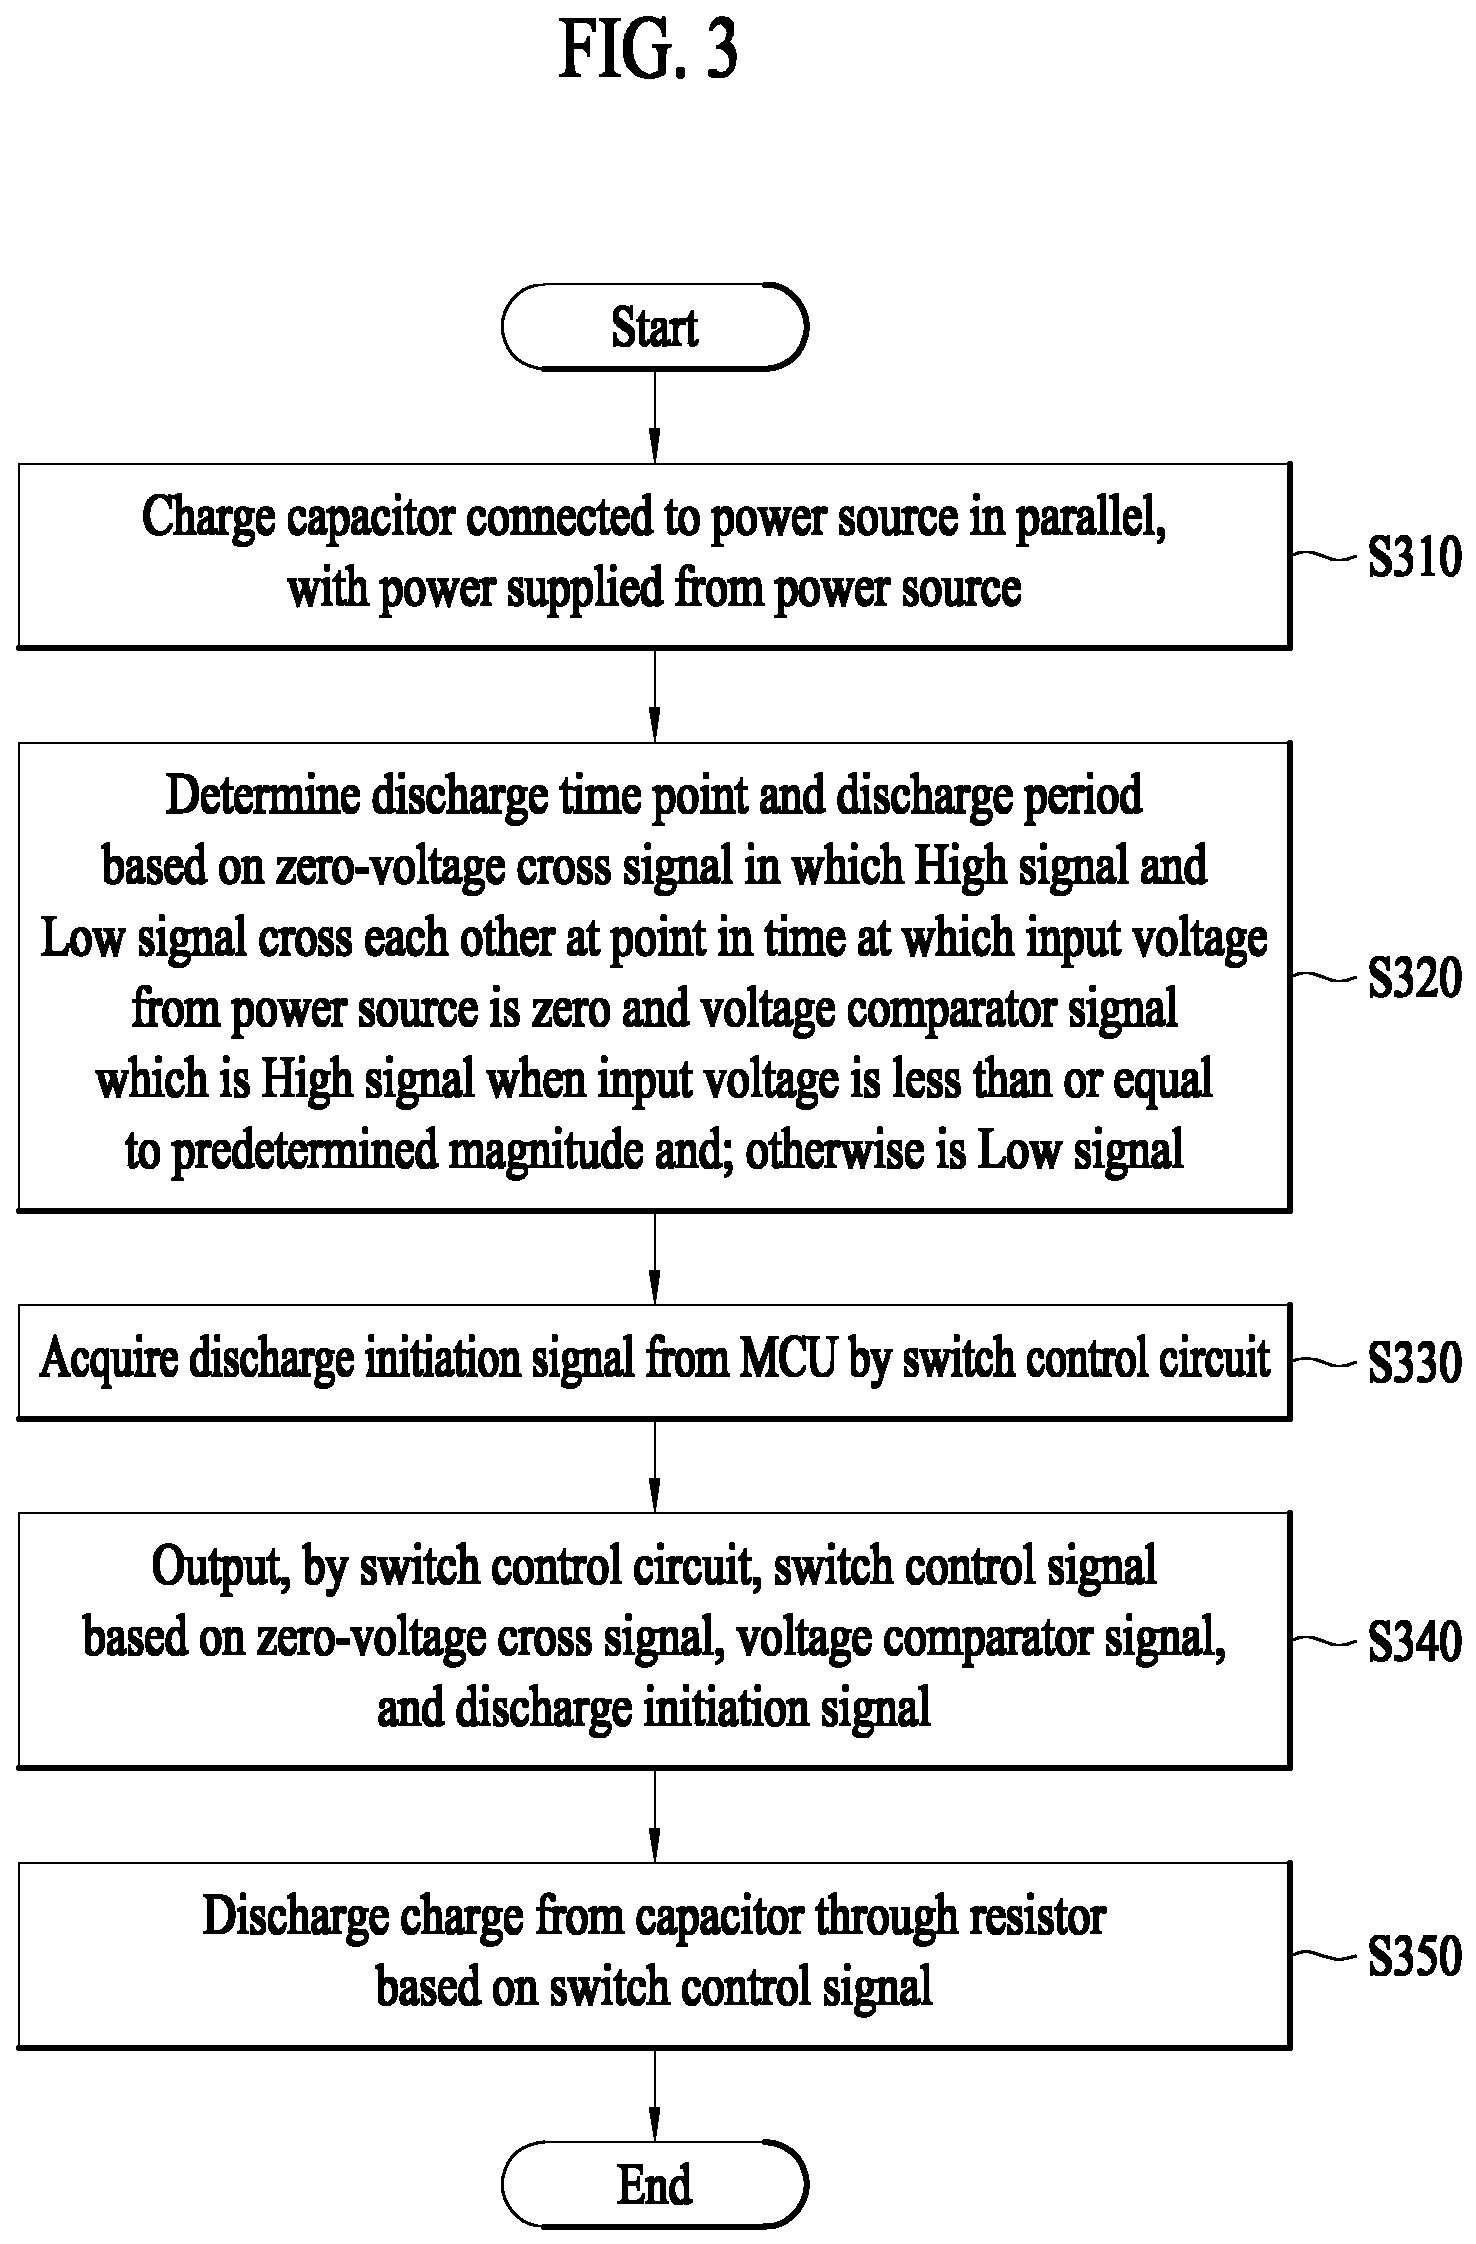 FIG. 3
Start
Charge capacitor connected to power source in parallel,
with power supplied from power source
S310
Determine discharge time point and discharge period
based on zero-voltage cross signal in which High signal and
Low signal cross each other at point in time at which input voltage
from power source is zero and voltage comparator signal
which is High signal when input voltage is less than or equal
to predetermined magnitude and; otherwise is Low signal
S320
Acquire discharge initiation signal from MCU by switch control circuit
S330
Output, by switch control circuit, switch control signal
based on zero-voltage cross signal, voltage comparator signal,
and discharge initiation signal
S340
Discharge charge from capacitor through resistor
based on switch control signal
S350
End